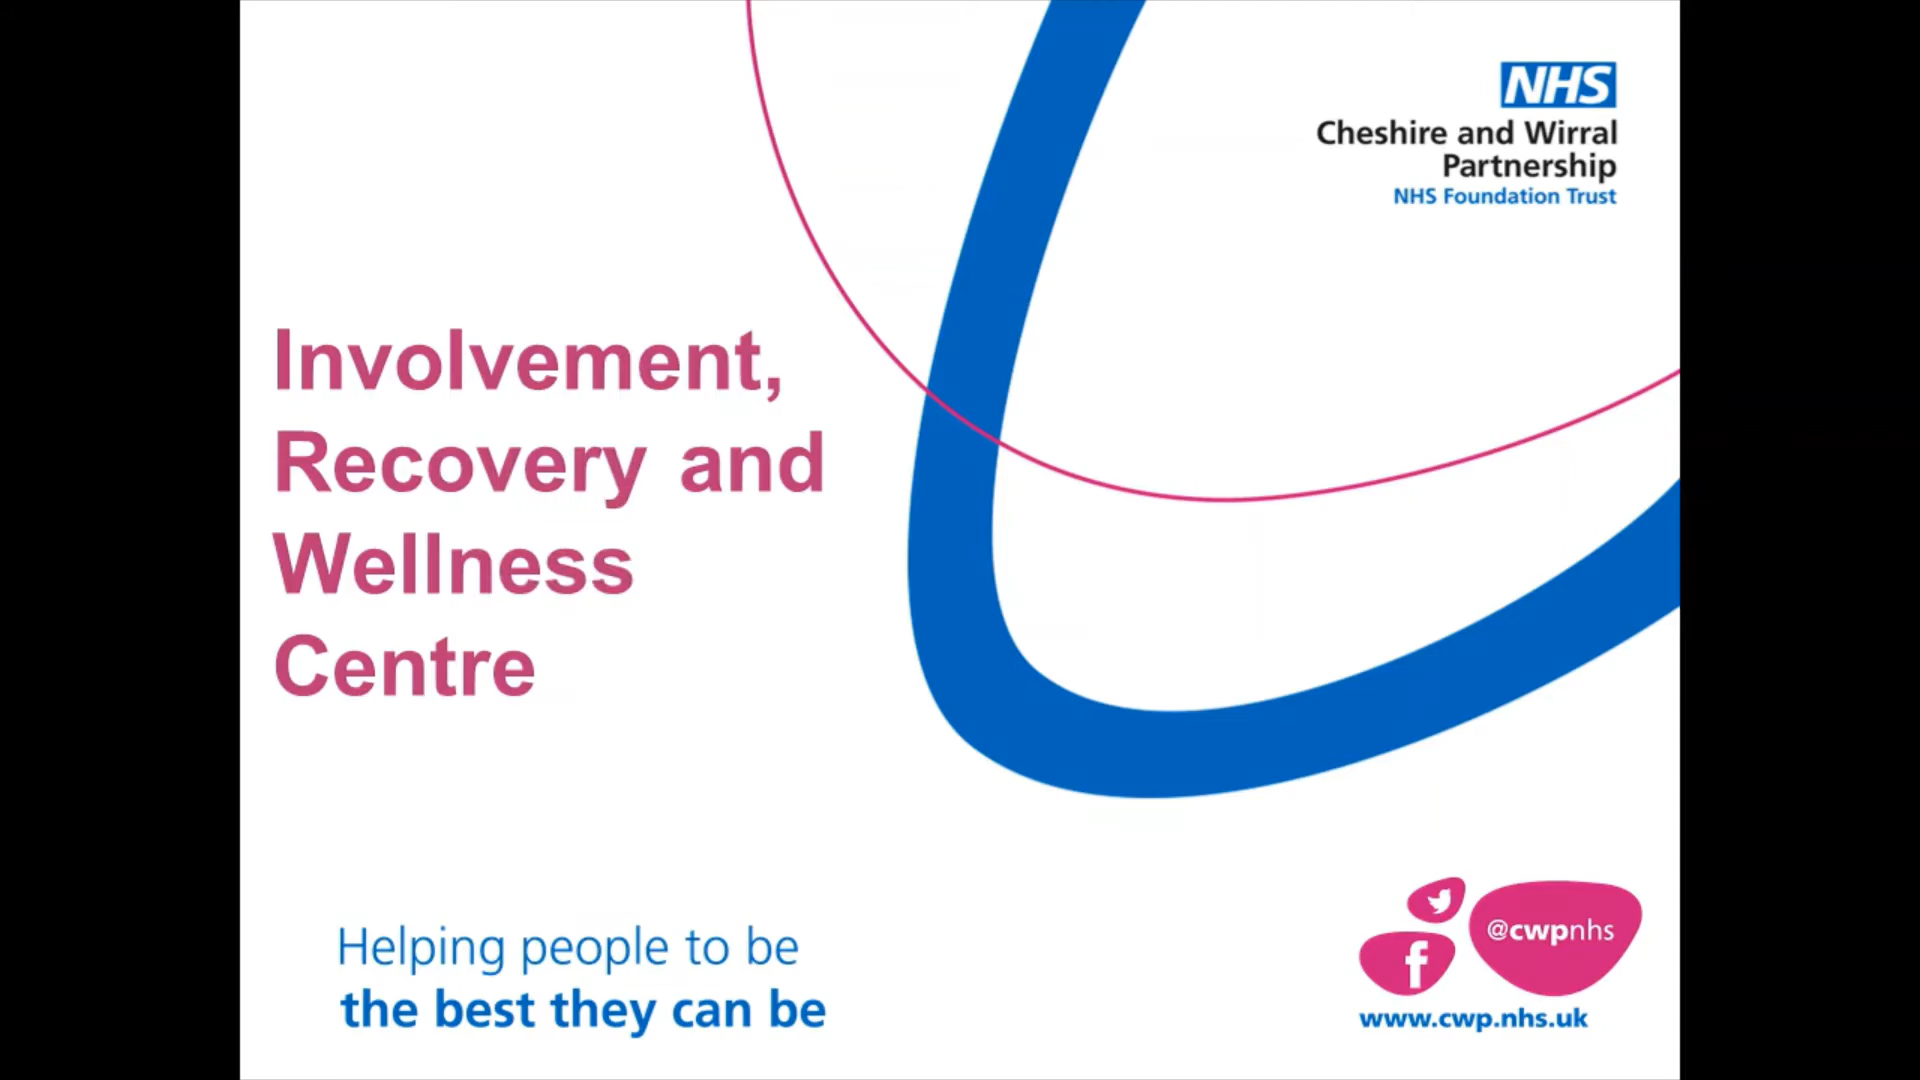 NHS
Cheshire and Wirral
Partnership
NHS Foundation Trust
Involvement,
Recovery and
Wellness
Centre
Helping people to be
the best they can be
@cwpnhs
www.cwp.nhs.uk